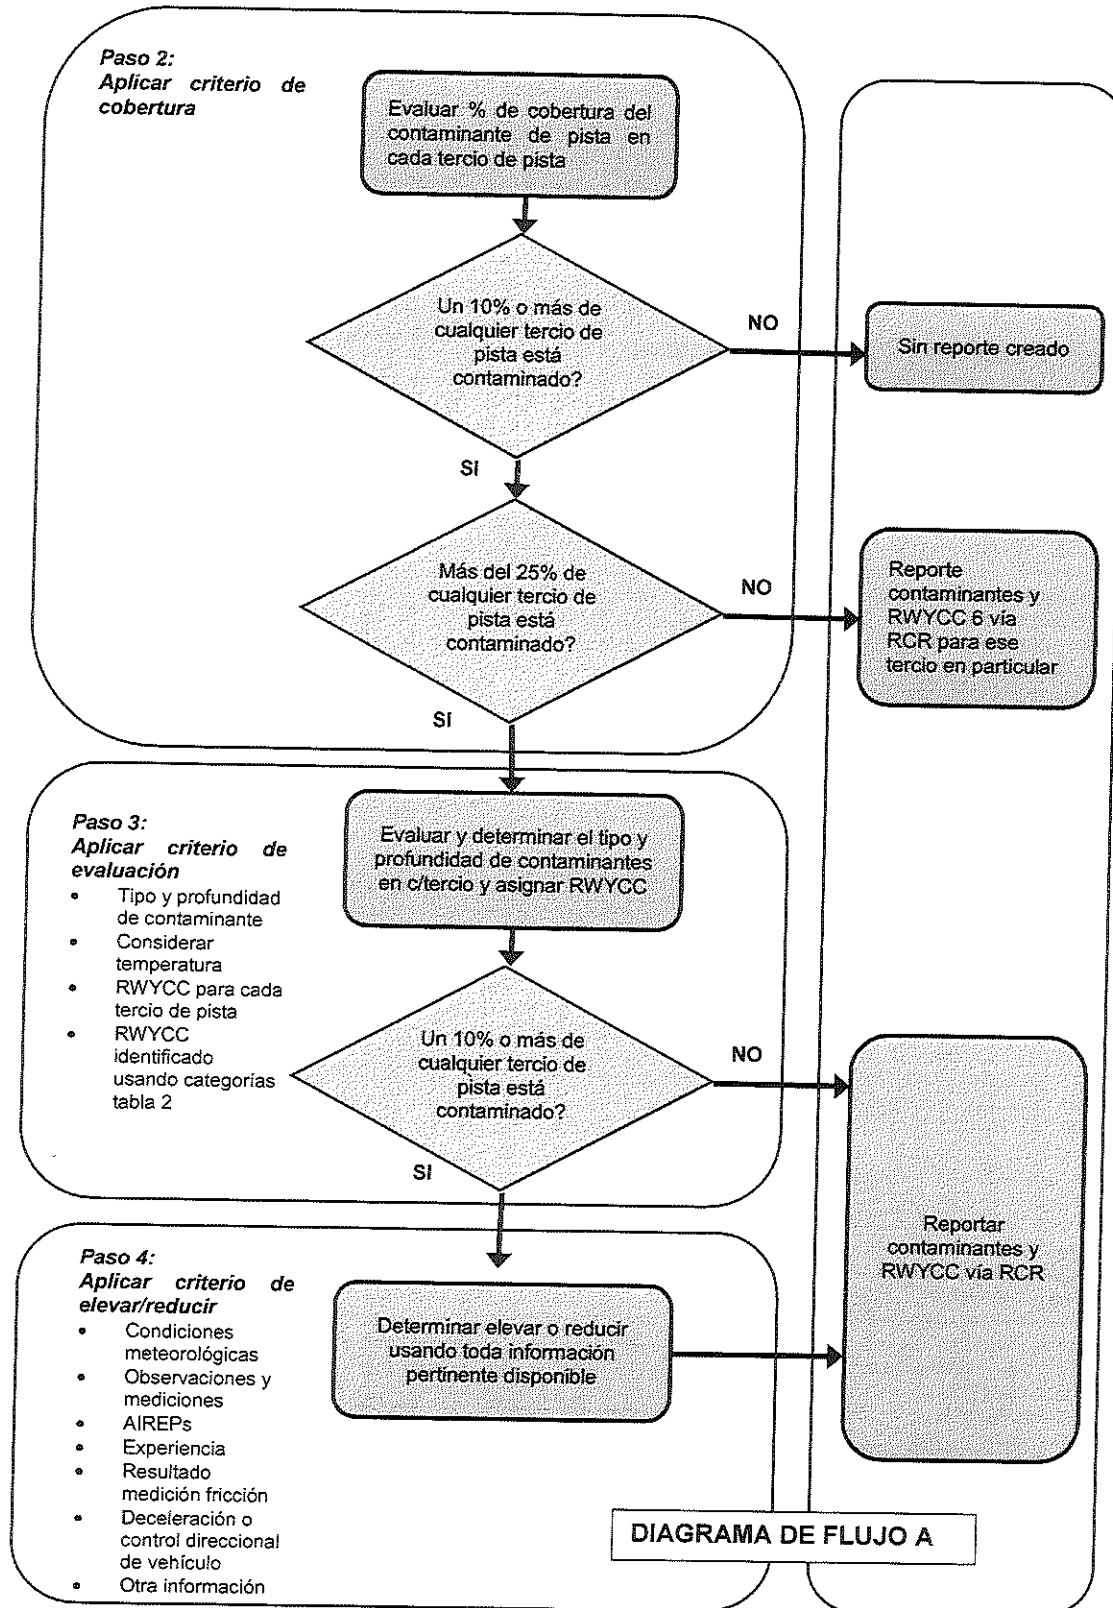 Paso 2:
Aplicar criterio de
cobertura
Evaluar % de cobertura del
contaminante de pista en
cada tercio de pista
Un 10% o más de
cualquier tercio de
pista está
contaminado?
NO
Sin reporte creado
SI
Más del 25% de
cualquier tercio de
pista está
contaminado?
NO
Reporte
contaminantes y
RWYCC 6 vía
RCR para ese
tercio en particular
SI
Paso 3:
Aplicar criterio de
evaluación
• Tipo y profundidad
de contaminante
• Considerar
temperatura
• RWYCC para cada
tercio de pista
• RWYCC
identificado
usando categorías
tabla 2
Evaluar y determinar el tipo y
profundidad de contaminantes
en c/tercio y asignar RWYCC
Un 10% o más de
cualquier tercio de
pista está
contaminado?
NO
SI
Reportar
contaminantes y
RWYCC vía RCR
Paso 4:
Aplicar criterio de
elevar/reducir
• Condiciones
meteorológicas
• Observaciones y
mediciones
• AIREPs
• Experiencia
• Resultado
medición fricción
• Deceleración o
control direccional
de vehículo
• Otra información
Determinar elevar o reducir
usando toda información
pertinente disponible
DIAGRAMA DE FLUJO A